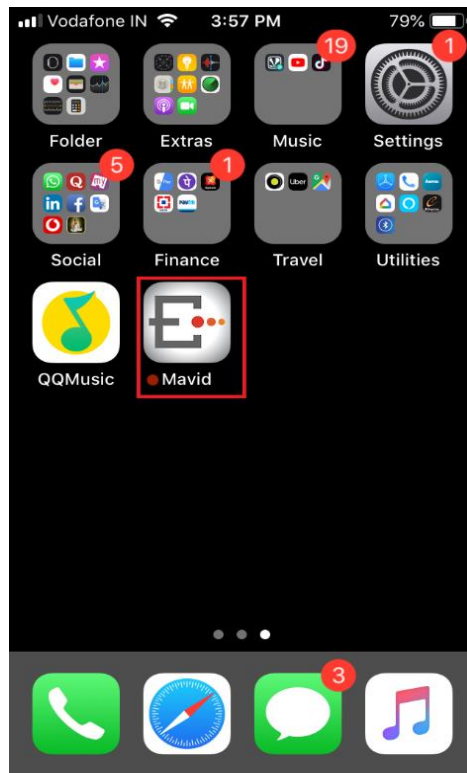 Vodafone IN 3:57 PM 79%
19 1
Folder Extras Music Settings
5 1
Social Finance Travel Utilities
QQMusic Mavid
3